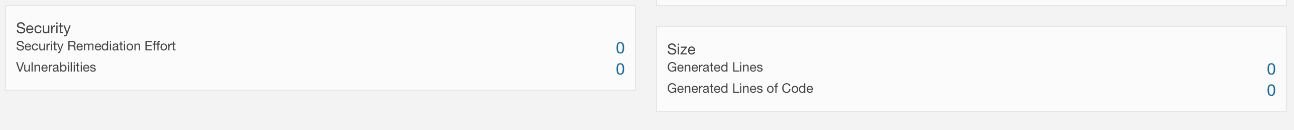 Security
Security Remediation Effort 0
Vulnerabilities 0
Size
Generated Lines 0
Generated Lines of Code 0